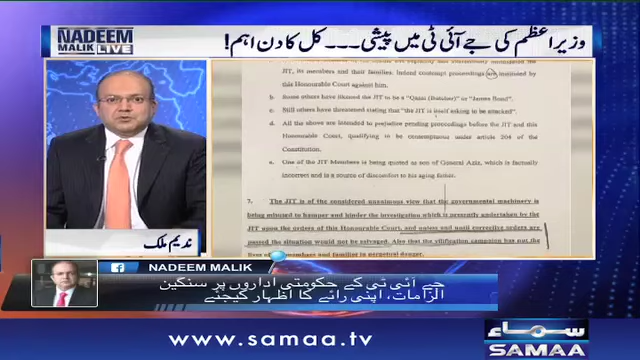 NADEEM
MALIK LIVE
وزیراعظم کی جے آئی ٹی میں پیشی۔۔۔ کل کا دن اہم!
JIT, its members and their families. Indeed contempt proceedings are initiated by
this Honourable Court against him.
b. Some others have likened the JIT to be a "Qasai (Butcher)" or "James Bond".
c. Still others have threatened stating that "the JIT is itself asking to be attacked".
d. All the above are intended to prejudice pending proceedings before the JIT and this
Honourable Court, qualifying to be contemptuous under article 204 of the
Constitution.
e. One of the JIT Members is being quoted as son of General Aziz, which is factually
incorrect and is a source of discussion to his aging father.
7. The JIT is of the considered unanimous view that the governmental machinery is
being misused to hamper and hinder the investigation which is presently undertaken by the
JIT upon the orders of this Honourable Court, and unless and until corrective orders are
passed the situation would not be salvaged. Also that the vilification campaign has put the
lives of members and families in perpetual danger.
ندیم ملک
NADEEM MALIK
جے آئی ٹی کے حکومتی اداروں پر سنگین
الزامات، اپنی رائے کا اظہار کیجئے
www.samaa.tv
سماء
SAMAA